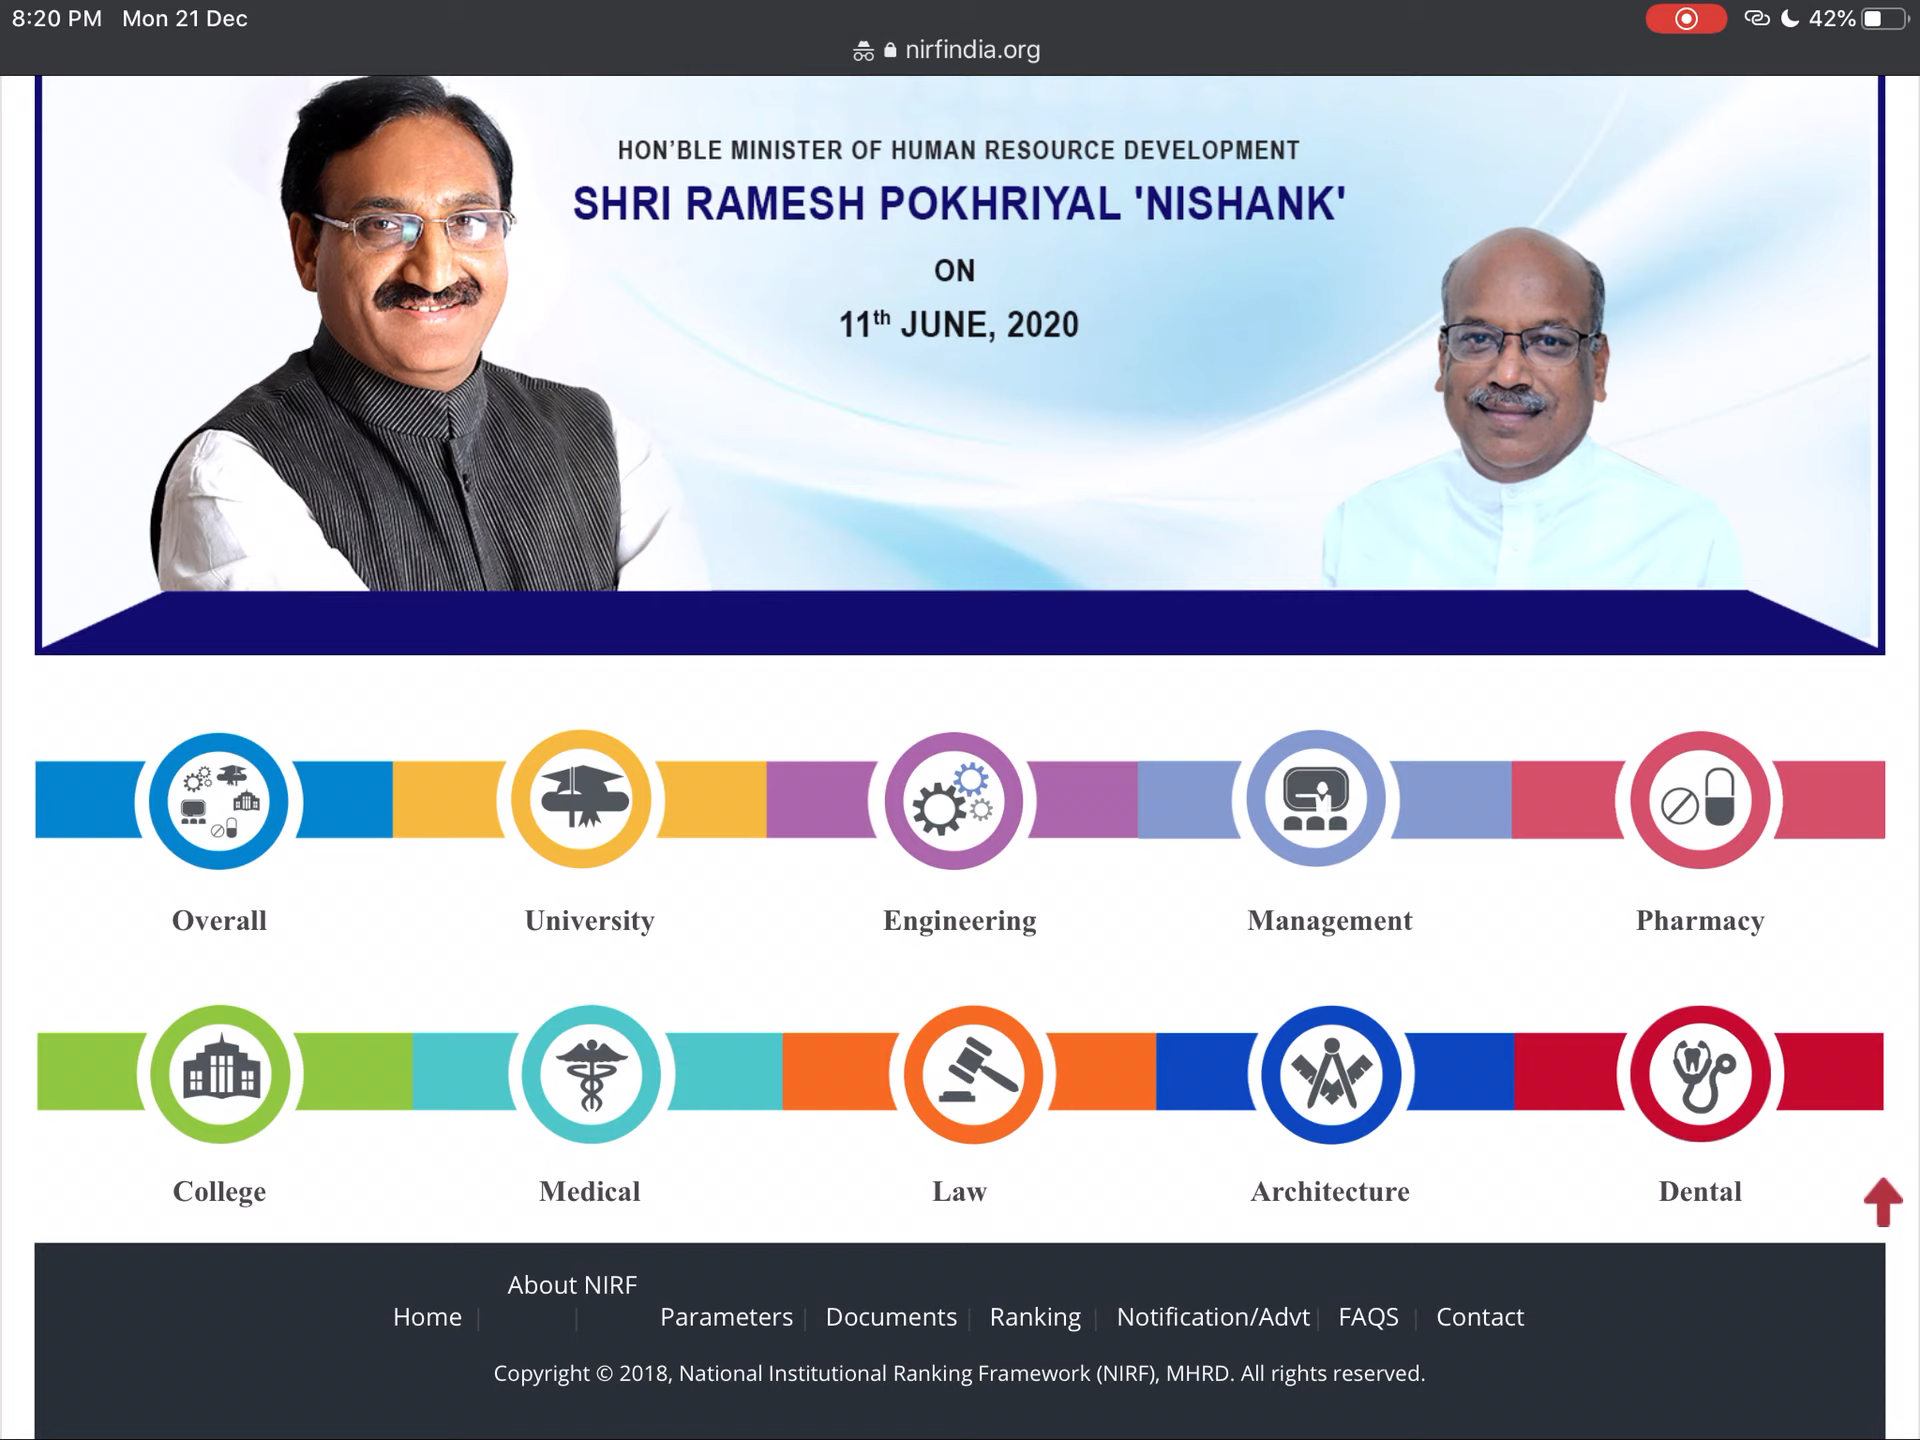 8:20 PM Mon 21 Dec
42%
nirfindia.org
HON'BLE MINISTER OF HUMAN RESOURCE DEVELOPMENT
SHRI RAMESH POKHRIYAL 'NISHANK'
ON
11th JUNE, 2020
Overall University Engineering Management Pharmacy
College Medical Law Architecture Dental
About NIRF
Home | | Parameters | Documents | Ranking | Notification/Advt | FAQS | Contact
Copyright © 2018, National Institutional Ranking Framework (NIRF), MHRD. All rights reserved.